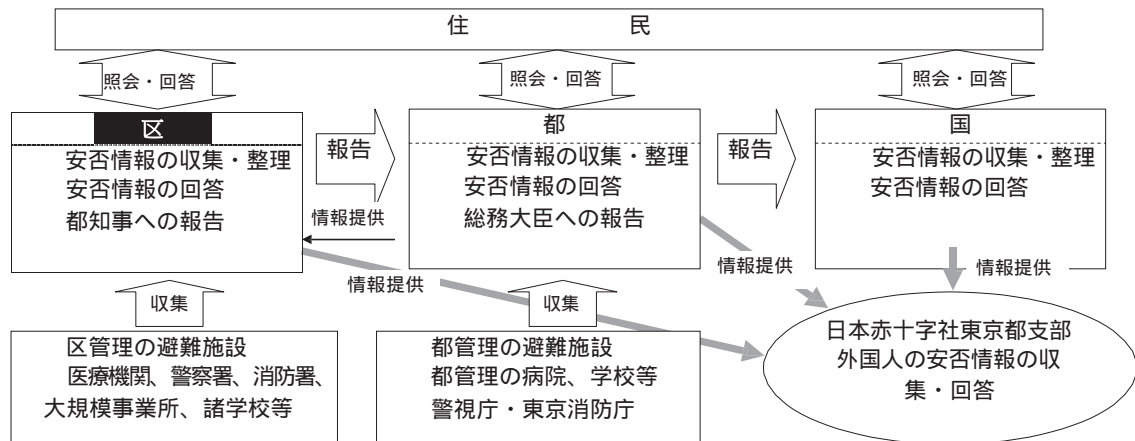 住　　　民
照会・回答
照会・回答
照会・回答
区
安否情報の収集・整理
安否情報の回答
都知事への報告
報告
情報提供
都
安否情報の収集・整理
安否情報の回答
総務大臣への報告
報告
国
安否情報の収集・整理
安否情報の回答
情報提供
情報提供
情報提供
収集
収集
区管理の避難施設
医療機関、警察署、消防署、
大規模事業所、諸学校等
都管理の避難施設
都管理の病院、学校等
警視庁・東京消防庁
日本赤十字社東京都支部
外国人の安否情報の収
集・回答